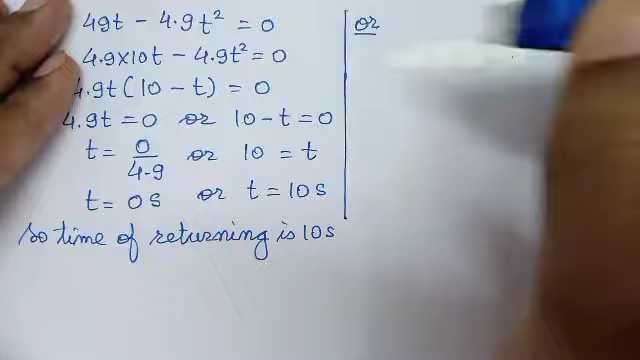 49t - 4.9t² = 0
4.9×10t - 4.9t² = 0
4.9t(10 - t) = 0
4.9t = 0 or 10 - t = 0
t = 0/4.9 or 10 = t
t = 0s or t = 10s
so time of returning is 10s
or